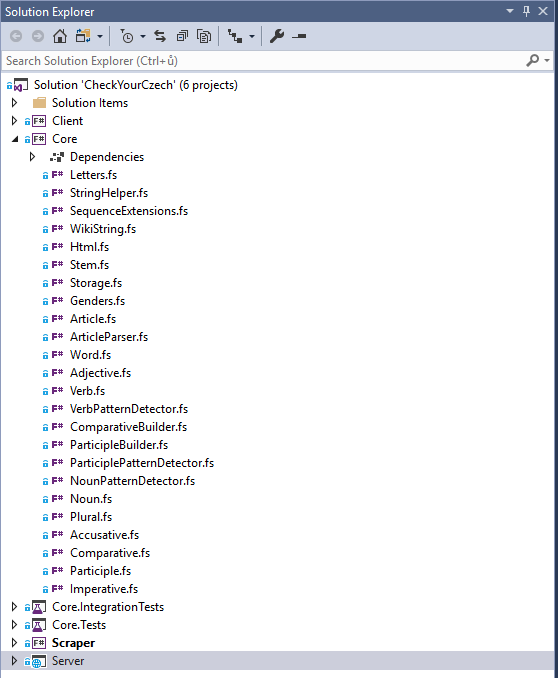 Solution Explorer
Search Solution Explorer (Ctrl+ů)
Solution 'CheckYourCzech' (6 projects)
Solution Items
F# Client
F# Core
Dependencies
F# Letters.fs
F# StringHelper.fs
F# SequenceExtensions.fs
F# WikiString.fs
F# Html.fs
F# Stem.fs
F# Storage.fs
F# Genders.fs
F# Article.fs
F# ArticleParser.fs
F# Word.fs
F# Adjective.fs
F# Verb.fs
F# VerbPatternDetector.fs
F# ComparativeBuilder.fs
F# ParticipleBuilder.fs
F# ParticiplePatternDetector.fs
F# NounPatternDetector.fs
F# Noun.fs
F# Plural.fs
F# Accusative.fs
F# Comparative.fs
F# Participle.fs
F# Imperative.fs
Core.IntegrationTests
Core.Tests
F# Scraper
Server